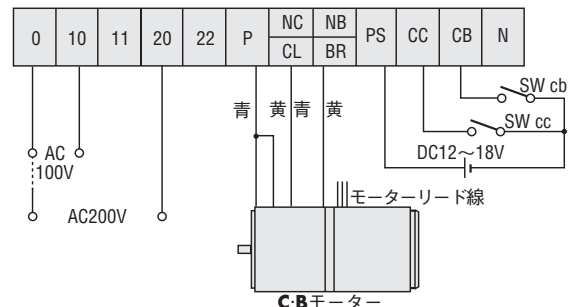 0 10 11 20 22 P NC NB PS CC CB N
CL BR
SW cb
青 黄 青 黄
SW cc
AC
100V
DC12～18V
AC200V
モーターリード線
C·Bモーター